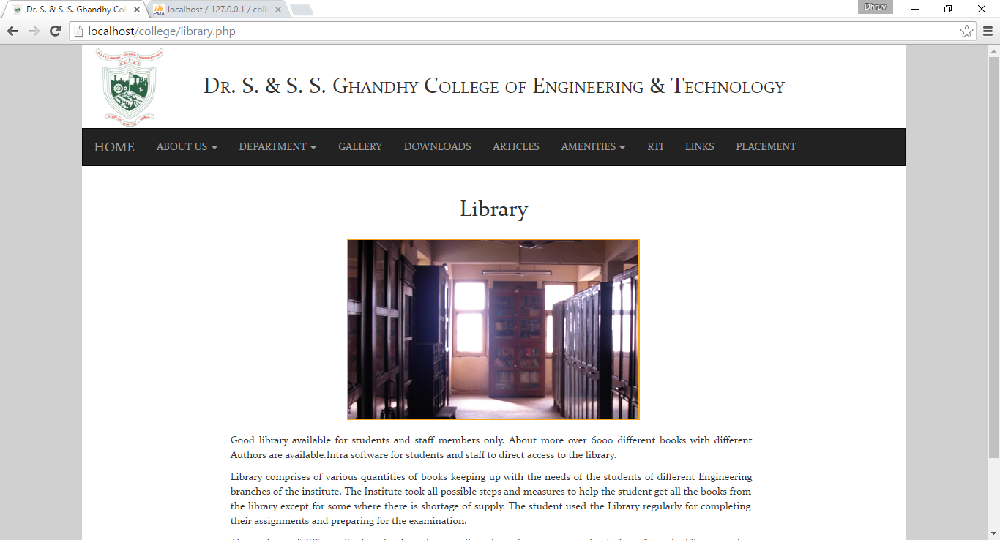 Dr. S. & S. S. Ghandhy Col
localhost / 127.0.0.1 / coll
Dhruv
localhost/college/library.php
Dr. S. & S. S. Ghandhy College of Engineering & Technology
HOME ABOUT US DEPARTMENT GALLERY DOWNLOADS ARTICLES AMENITIES RTI LINKS PLACEMENT
Library
Good library available for students and staff members only. About more over 6000 different books with different
Authors are available.Intra software for students and staff to direct access to the library.
Library comprises of various quantities of books keeping up with the needs of the students of different Engineering
branches of the institute. The Institute took all possible steps and measures to help the student get all the books from
the library except for some where there is shortage of supply. The student used the Library regularly for completing
their assignments and preparing for the examination.